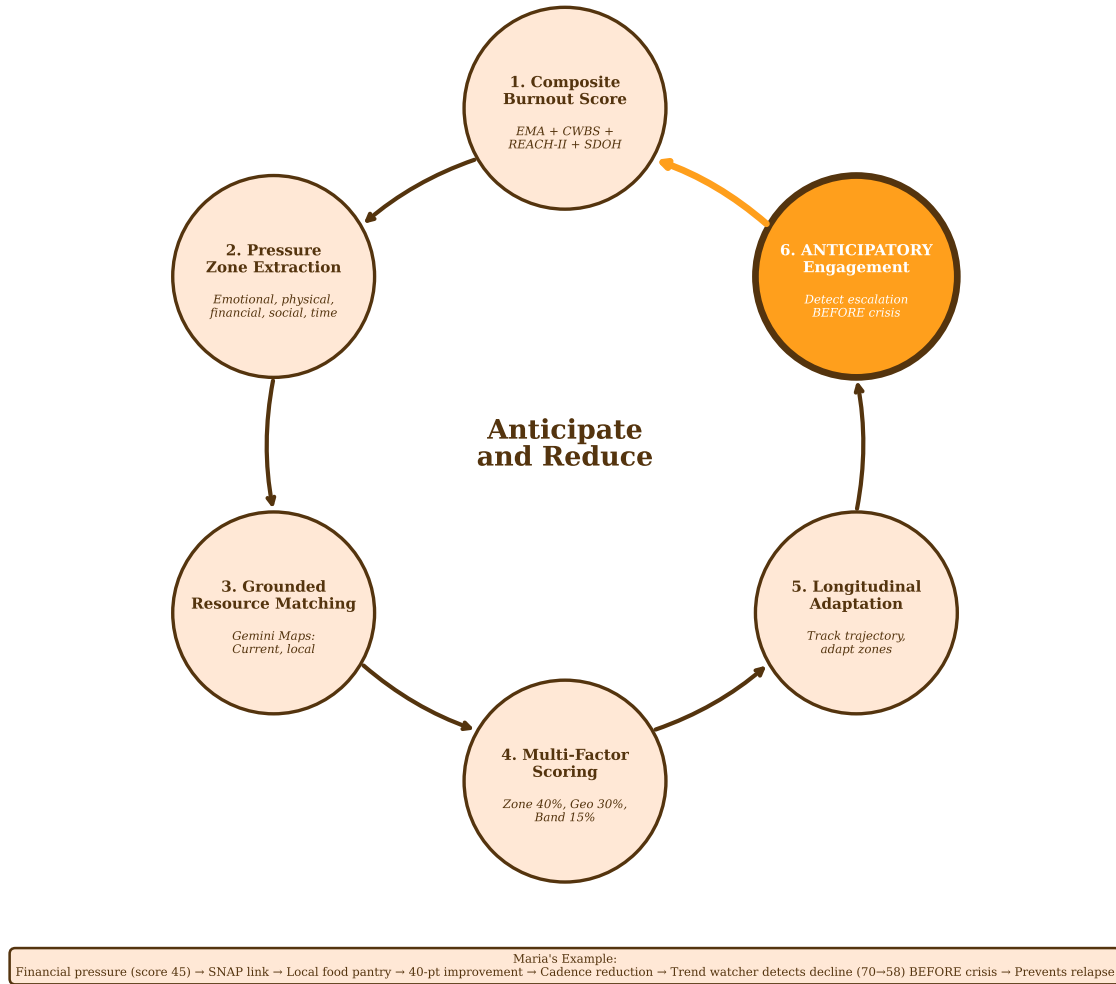 1. Composite
Burnout Score
EMA + CWBS +
REACH-II + SDOH
2. Pressure
Zone Extraction
Emotional, physical,
financial, social, time
3. Grounded
Resource Matching
Gemini Maps:
Current, local
4. Multi-Factor
Scoring
Zone 40%, Geo 30%,
Band 15%
5. Longitudinal
Adaptation
Track trajectory,
adapt zones
6. ANTICIPATORY
Engagement
Detect escalation
BEFORE crisis
Anticipate
and Reduce
Maria's Example:
Financial pressure (score 45) → SNAP link → Local food pantry → 40-pt improvement → Cadence reduction → Trend watcher detects decline (70→58) BEFORE crisis → Prevents relapse